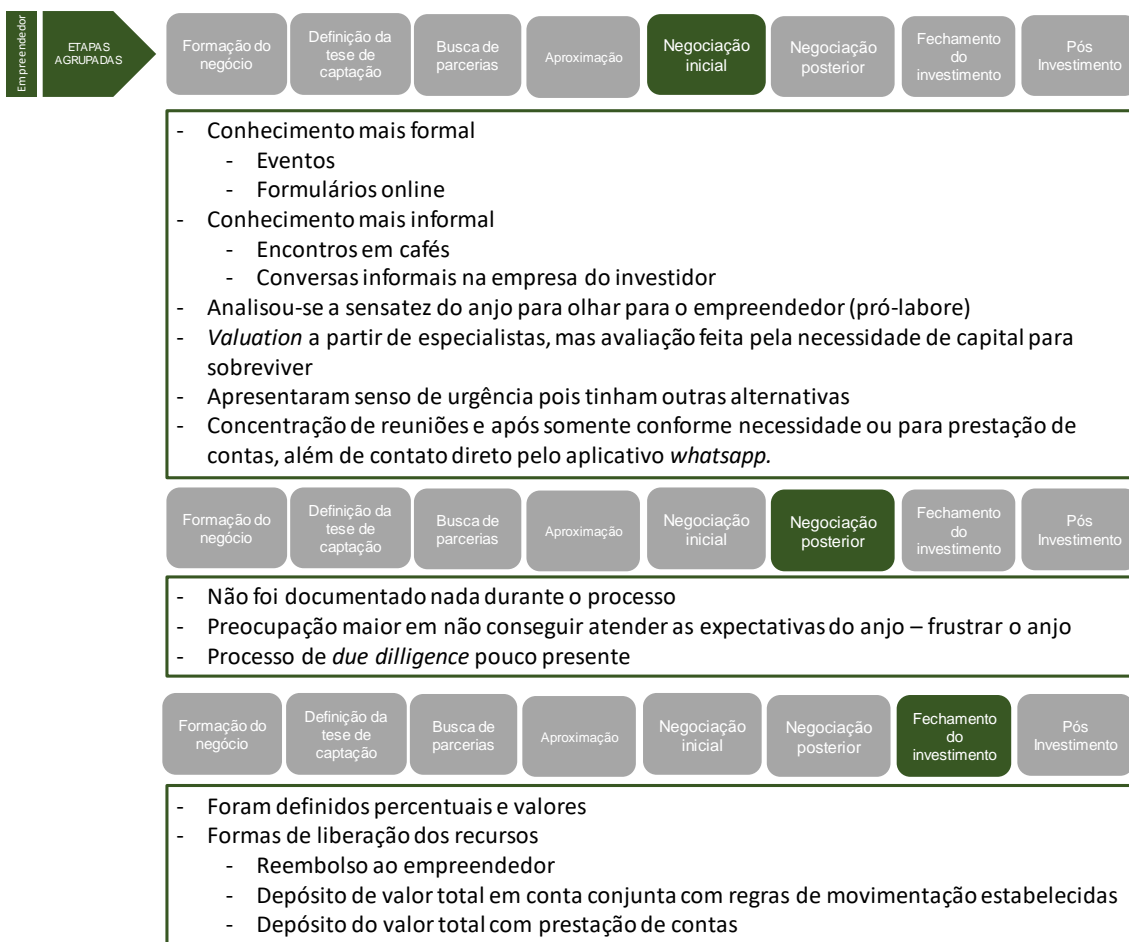 Empreendedor
ETAPAS
AGRUPADAS
Formação do
negócio
Definição da
tese de
captação
Busca de
parcerias
Aproximação
Negociação
inicial
Negociação
posterior
Fechamento
do
investimento
Pós
Investimento
- Conhecimento mais formal
- Eventos
- Formulários online
- Conhecimento mais informal
- Encontros em cafés
- Conversas informais na empresa do investidor
- Analisou-se a sensatez do anjo para olhar para o empreendedor (pró-labore)
- Valuation a partir de especialistas, mas avaliação feita pela necessidade de capital para
sobreviver
- Apresentaram senso de urgência pois tinham outras alternativas
- Concentração de reuniões e após somente conforme necessidade ou para prestação de
contas, além de contato direto pelo aplicativo whatsapp.
Formação do
negócio
Definição da
tese de
captação
Busca de
parcerias
Aproximação
Negociação
inicial
Negociação
posterior
Fechamento
do
investimento
Pós
Investimento
- Não foi documentado nada durante o processo
- Preocupação maior em não conseguir atender as expectativas do anjo – frustrar o anjo
- Processo de due dilligence pouco presente
Formação do
negócio
Definição da
tese de
captação
Busca de
parcerias
Aproximação
Negociação
inicial
Negociação
posterior
Fechamento
do
investimento
Pós
Investimento
- Foram definidos percentuais e valores
- Formas de liberação dos recursos
- Reembolso ao empreendedor
- Depósito de valor total em conta conjunta com regras de movimentação estabelecidas
- Depósito do valor total com prestação de contas